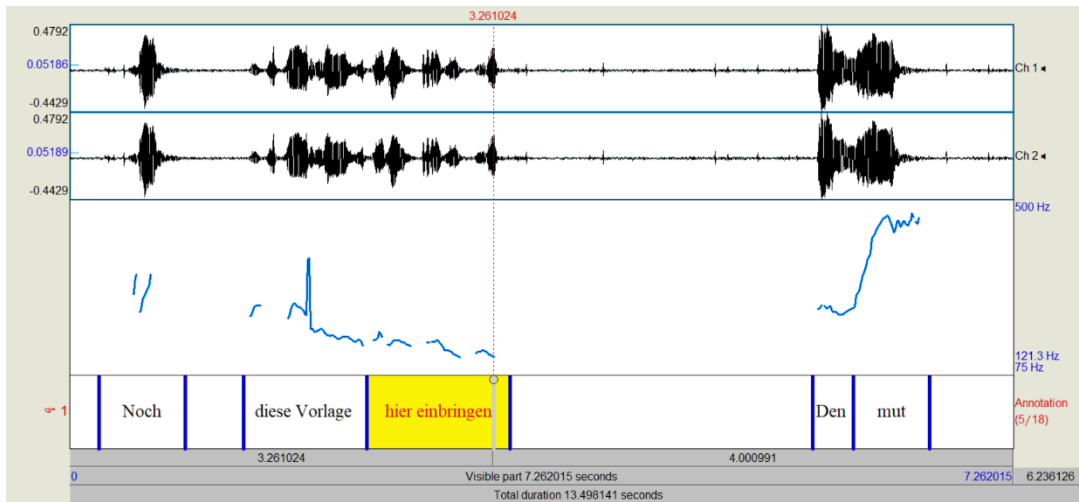 3.261024
0.4792
0.05186
-0.4429
Ch 1
0.4792
0.05189
-0.4429
Ch 2
500 Hz
121.3 Hz
75 Hz
1 Noch diese Vorlage hier einbringen Den mut
Annotation
(5/18)
3.261024 4.000991
0 Visible part 7.262015 seconds 7.262015 6.236126
Total duration 13.498141 seconds